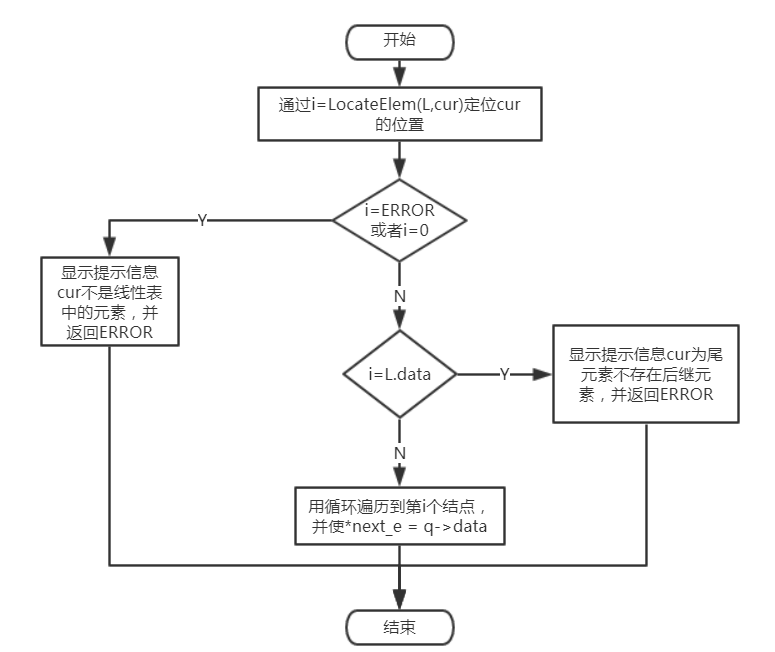 开始
通过i=LocateElem(L,cur)定位cur
的位置
i=ERROR
或者i=0
Y
显示提示信息
cur不是线性表
中的元素，并
返回ERROR
N
i=L.data
Y
显示提示信息cur为尾
元素不存在后继元
素，并返回ERROR
N
用循环遍历到第i个结点，
并使*next_e = q->data
结束